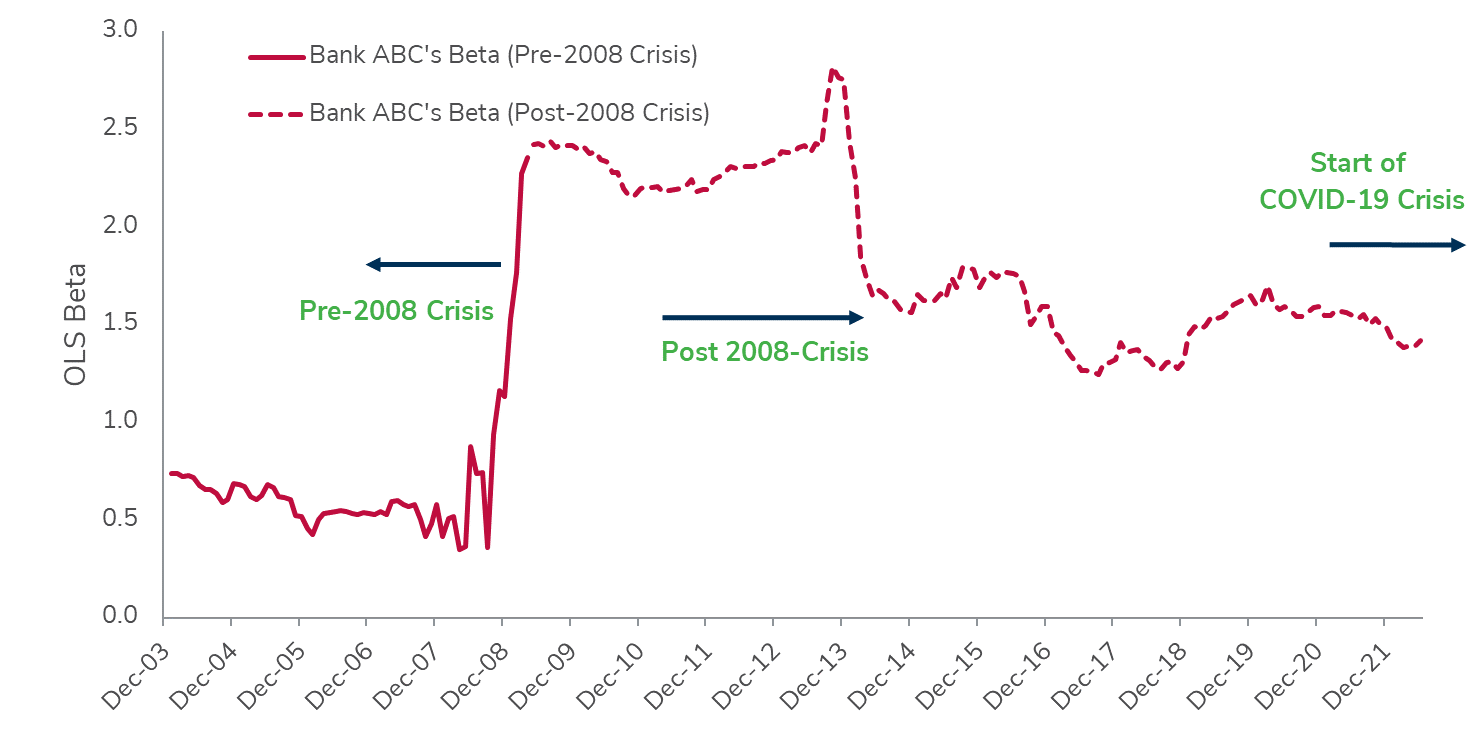 3.0
Bank ABC's Beta (Pre-2008 Crisis)
Bank ABC's Beta (Post-2008 Crisis)
2.5
Start of
COVID-19 Crisis
2.0
Pre-2008 Crisis
1.5
Post 2008-Crisis
OLS Beta
1.0
0.5
0.0
Dec-03
Dec-04
Dec-05
Dec-06
Dec-07
Dec-08
Dec-09
Dec-10
Dec-11
Dec-12
Dec-13
Dec-14
Dec-15
Dec-16
Dec-17
Dec-18
Dec-19
Dec-20
Dec-21